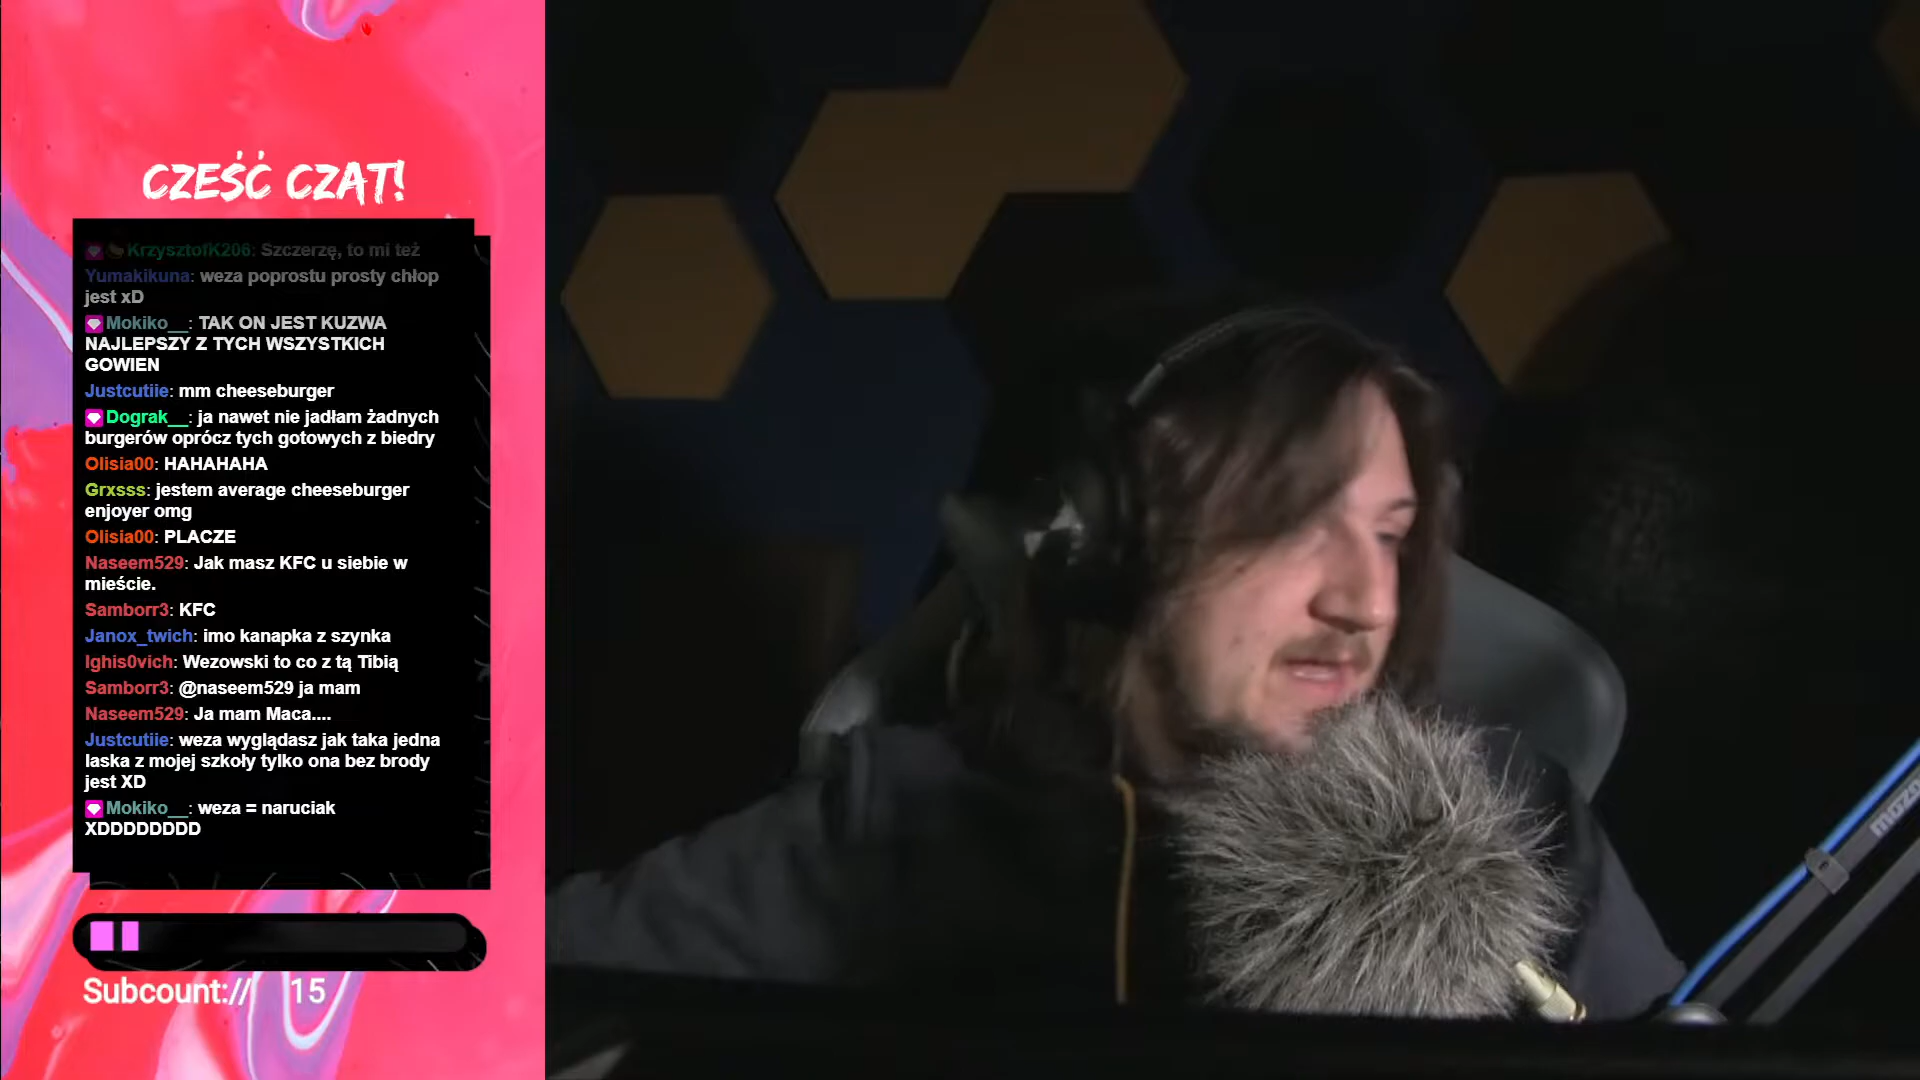 CZEŚĆ CZAT!
KrzysztofK206: Szczerzę, to mi też
Yumakikuna: weza poprostu prosty chłop
jest xD
Mokiko__: TAK ON JEST KUZWA
NAJLEPSZY Z TYCH WSZYSTKICH
GOWIEN
Justcutiie: mm cheeseburger
Dograk__: ja nawet nie jadłam żadnych
burgerów oprócz tych gotowych z biedry
Olisia00: HAHAHAHA
Grxsss: jestem average cheeseburger
enjoyer omg
Olisia00: PLACZE
Naseem529: Jak masz KFC u siebie w
mieście.
Samborr3: KFC
Janox_twich: imo kanapka z szynka
Ighis0vich: Wezowski to co z tą Tibią
Samborr3: @naseem529 ja mam
Naseem529: Ja mam Maca....
Justcutiie: weza wyglądasz jak taka jedna
laska z mojej szkoły tylko ona bez brody
jest XD
Mokiko__: weza = naruciak
XDDDDDDDD
Subcount:// 15